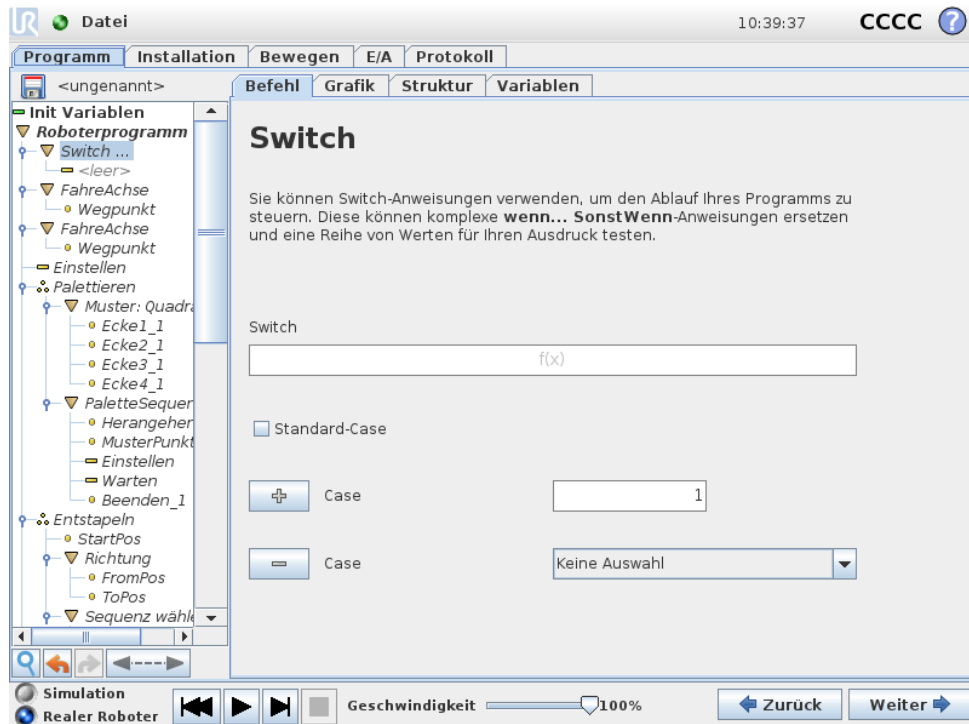 UR Datei 10:39:37 CCCC ?
Programm Installation Bewegen E/A Protokoll
<ungenannt>
Befehl Grafik Struktur Variablen
Init Variablen
Roboterprogramm
Switch ...
<leer>
FahreAchse
Wegpunkt
FahreAchse
Wegpunkt
Einstellen
Palettieren
Muster: Quadra
Ecke1_1
Ecke2_1
Ecke3_1
Ecke4_1
PaletteSequen
Herangehen
MusterPunkt
Einstellen
Warten
Beenden_1
Entstapeln
StartPos
Richtung
FromPos
ToPos
Sequenz wähle
Switch
Sie können Switch-Anweisungen verwenden, um den Ablauf Ihres Programms zu
steuern. Diese können komplexe wenn... SonstWenn-Anweisungen ersetzen
und eine Reihe von Werten für Ihren Ausdruck testen.
Switch
f(x)
Standard-Case
Case 1
Case Keine Auswahl
Simulation
Realer Roboter
Geschwindigkeit 100%
Zurück Weiter